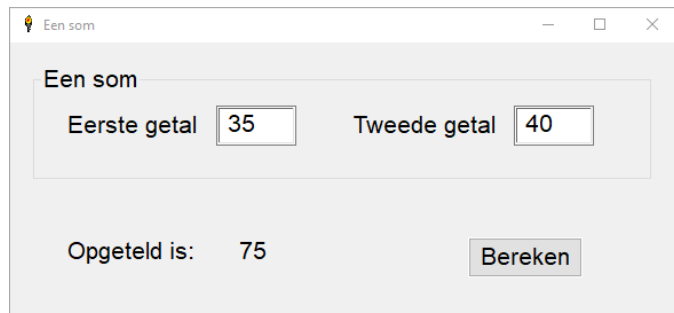 Een som
Een som
Eerste getal 35 Tweede getal 40
Opgeteld is: 75 Bereken